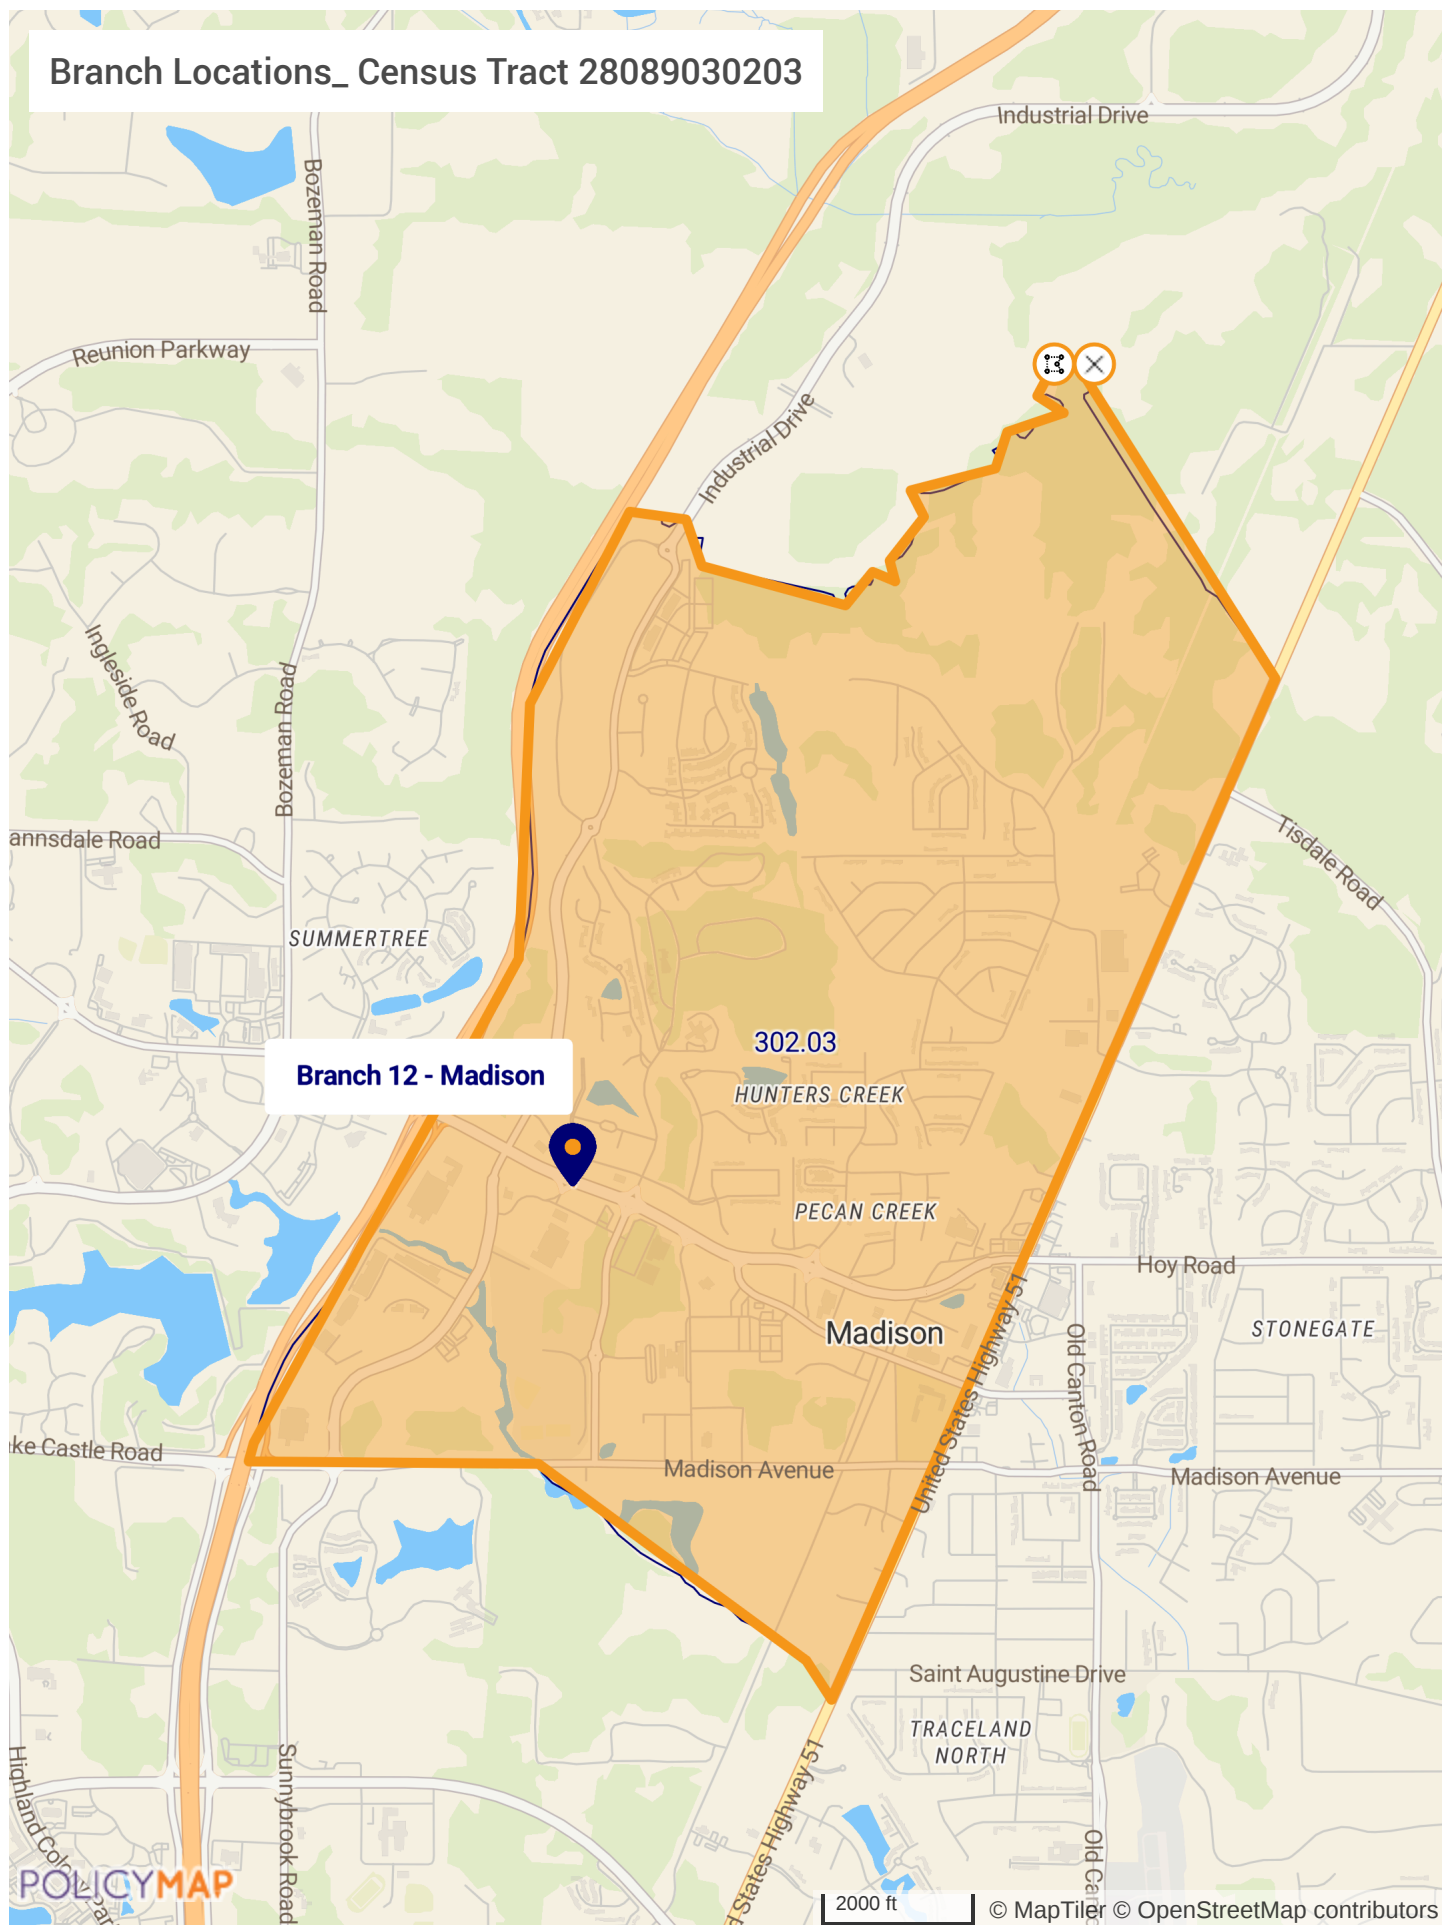 Branch Locations_ Census Tract 28089030203
Industrial Drive
Bozeman Road
Reunion Parkway
Industrial Drive
Ingleside Road
Bozeman Road
annsdale Road
Tisdale Road
SUMMERTREE
302.03
Branch 12 - Madison
HUNTERS CREEK
PECAN CREEK
Hoy Road
Madison
STONEGATE
United States Highway 51
Old Canton Road
ke Castle Road
Madison Avenue
Madison Avenue
Saint Augustine Drive
TRACELAND
NORTH
Highland Colony Par
Sunnybrook Road
d States Highway 51
Old Can
POLICYMAP
2000 ft
© MapTiler © OpenStreetMap contributors